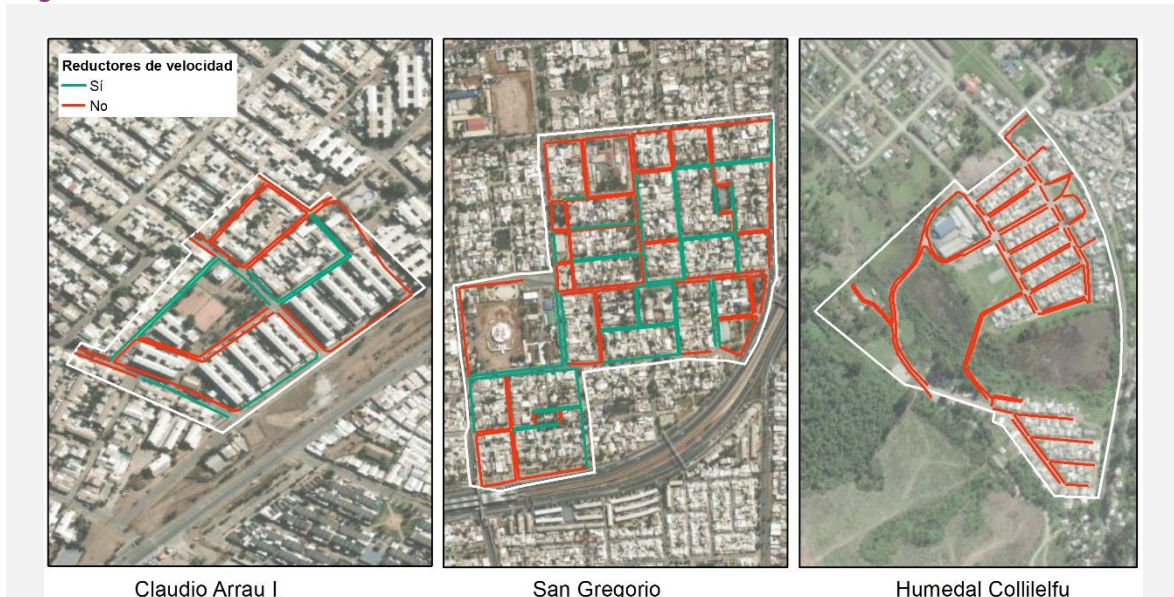 Reductores de velocidad
Sí
No
Claudio Arrau I
San Gregorio
Humedal Collilelfu